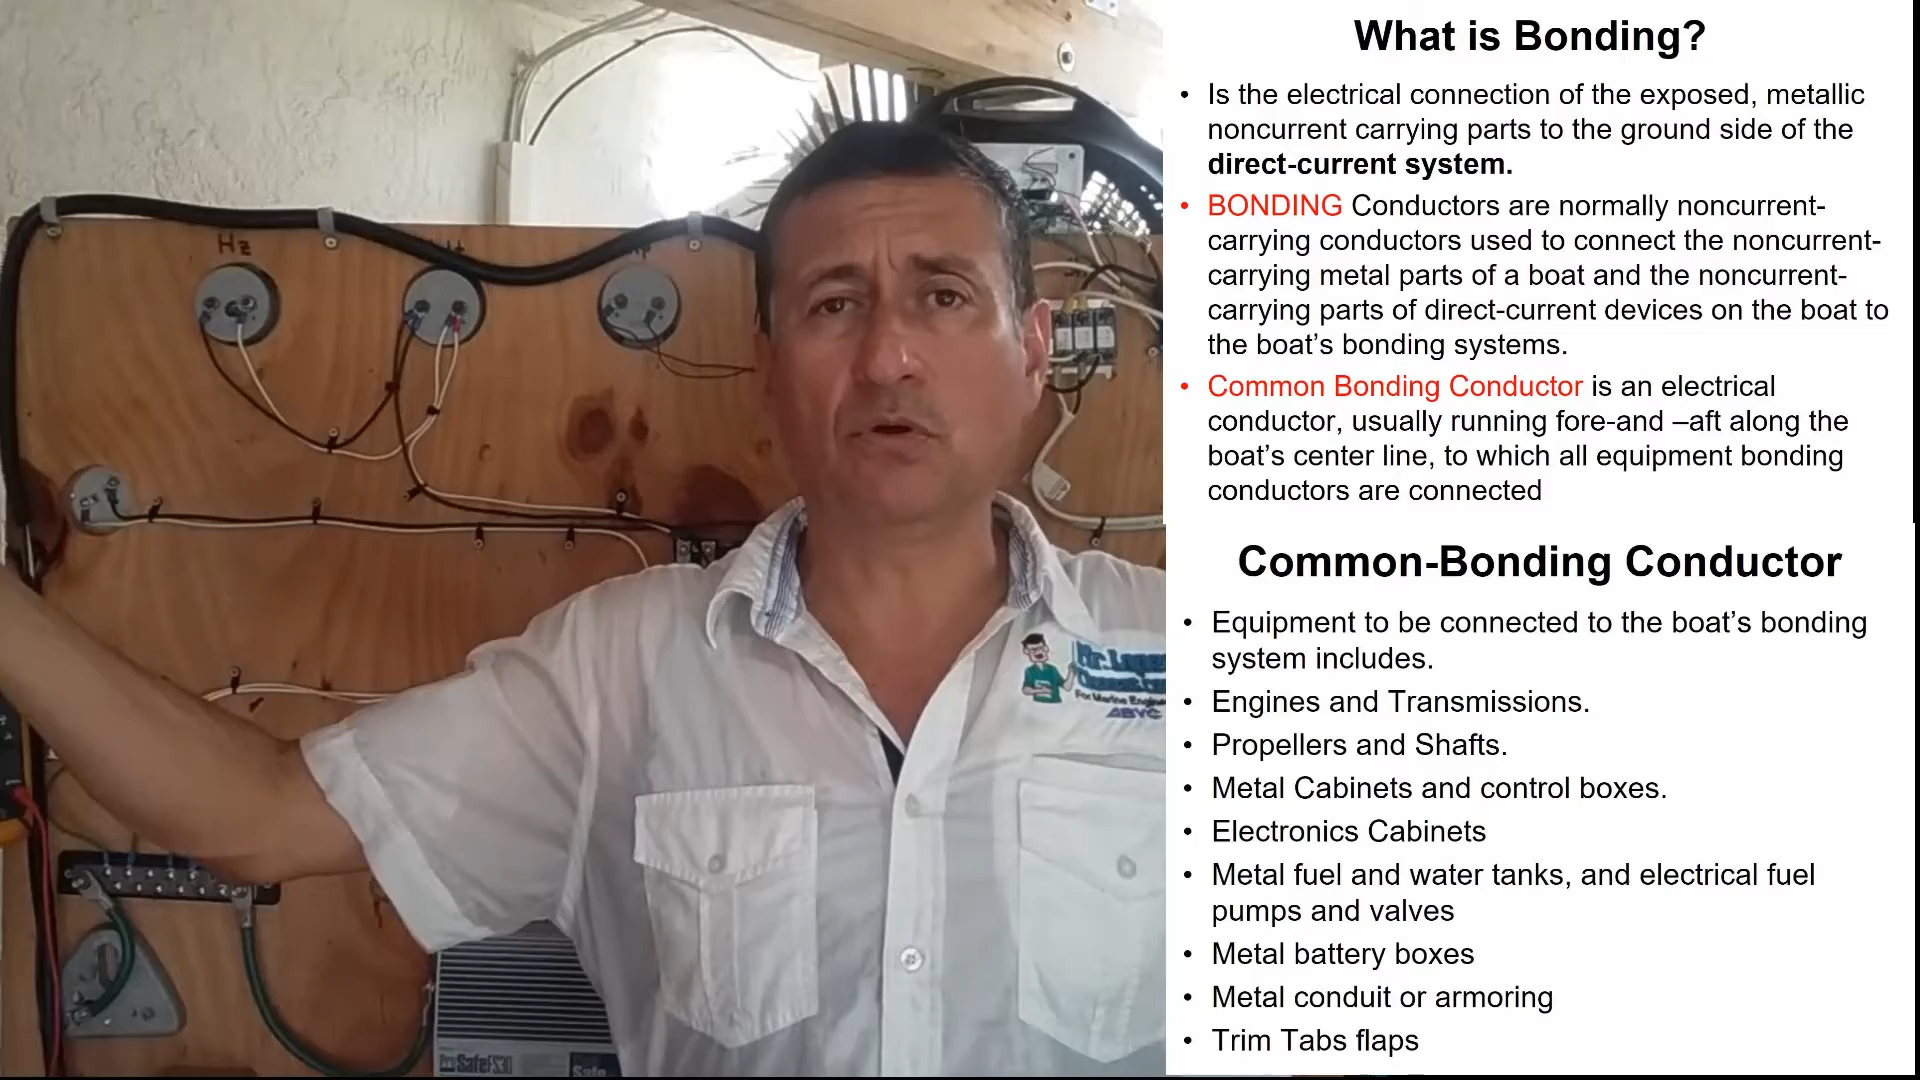 What is Bonding?
• Is the electrical connection of the exposed, metallic
noncurrent carrying parts to the ground side of the
direct-current system.
• BONDING Conductors are normally noncurrent-
carrying conductors used to connect the noncurrent-
carrying metal parts of a boat and the noncurrent-
carrying parts of direct-current devices on the boat to
the boat’s bonding systems.
• Common Bonding Conductor is an electrical
conductor, usually running fore-and –aft along the
boat’s center line, to which all equipment bonding
conductors are connected
Common-Bonding Conductor
• Equipment to be connected to the boat’s bonding
system includes.
• Engines and Transmissions.
• Propellers and Shafts.
• Metal Cabinets and control boxes.
• Electronics Cabinets
• Metal fuel and water tanks, and electrical fuel
pumps and valves
• Metal battery boxes
• Metal conduit or armoring
• Trim Tabs flaps
Hz
For Marine
ABYC
ProSafeFS30
Safe